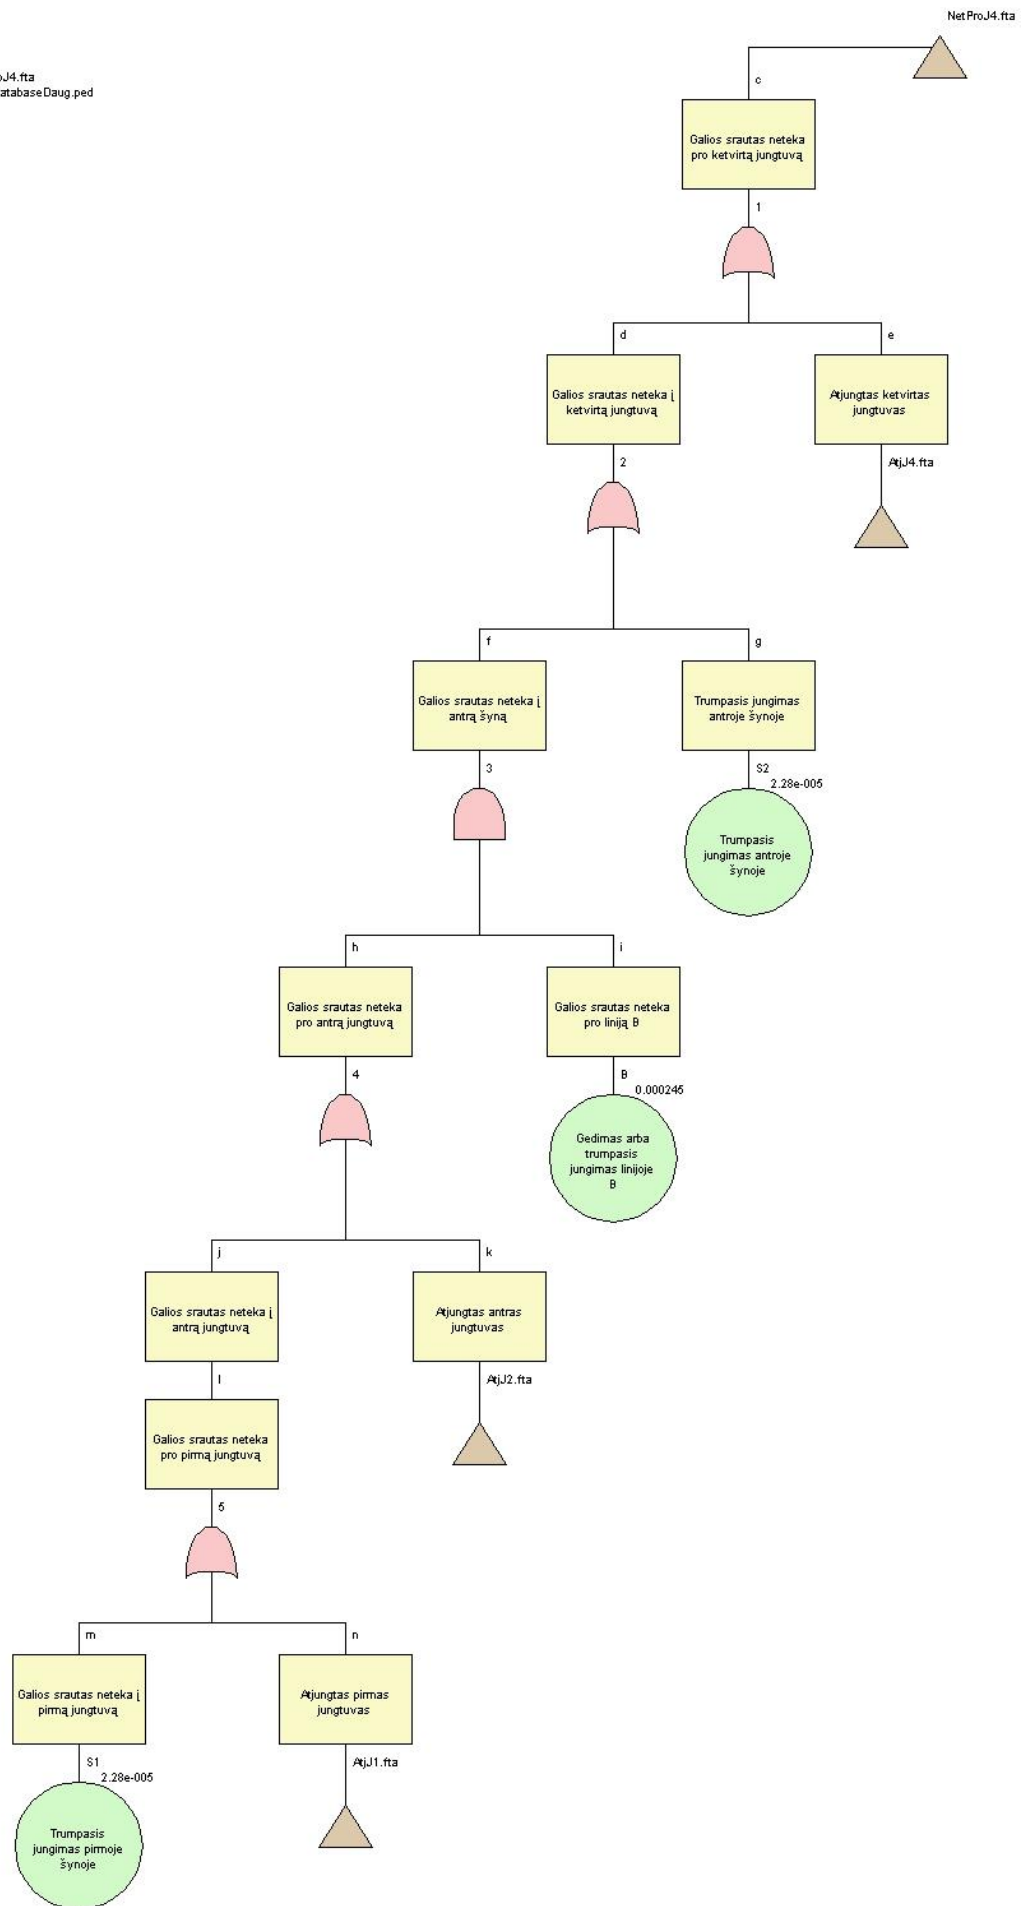 NetProJ4.fta
oJ4.fta
atabaseDaug.ped
c
Galios srautas neteka
pro ketvirtą jungtuvą
1
d
e
Galios srautas neteka į
ketvirtą jungtuvą
Atjungtas ketvirtas
jungtuvas
2
AtjJ4.fta
f
g
Galios srautas neteka į
antrą šyną
Trumpasis jungimas
antroje šynoje
3
S2
2.28e-005
Trumpasis
jungimas antroje
šynoje
h
i
Galios srautas neteka
pro antrą jungtuvą
Galios srautas neteka
pro liniją B
4
B
0.000245
Gedimas arba
trumpasis
jungimas linijoje
B
j
k
Galios srautas neteka į
antrą jungtuvą
Atjungtas antras
jungtuvas
l
AtjJ2.fta
Galios srautas neteka
pro pirmą jungtuvą
5
m
n
Galios srautas neteka į
pirmą jungtuvą
Atjungtas pirmas
jungtuvas
S1
2.28e-005
AtjJ1.fta
Trumpasis
jungimas pirmoje
šynoje